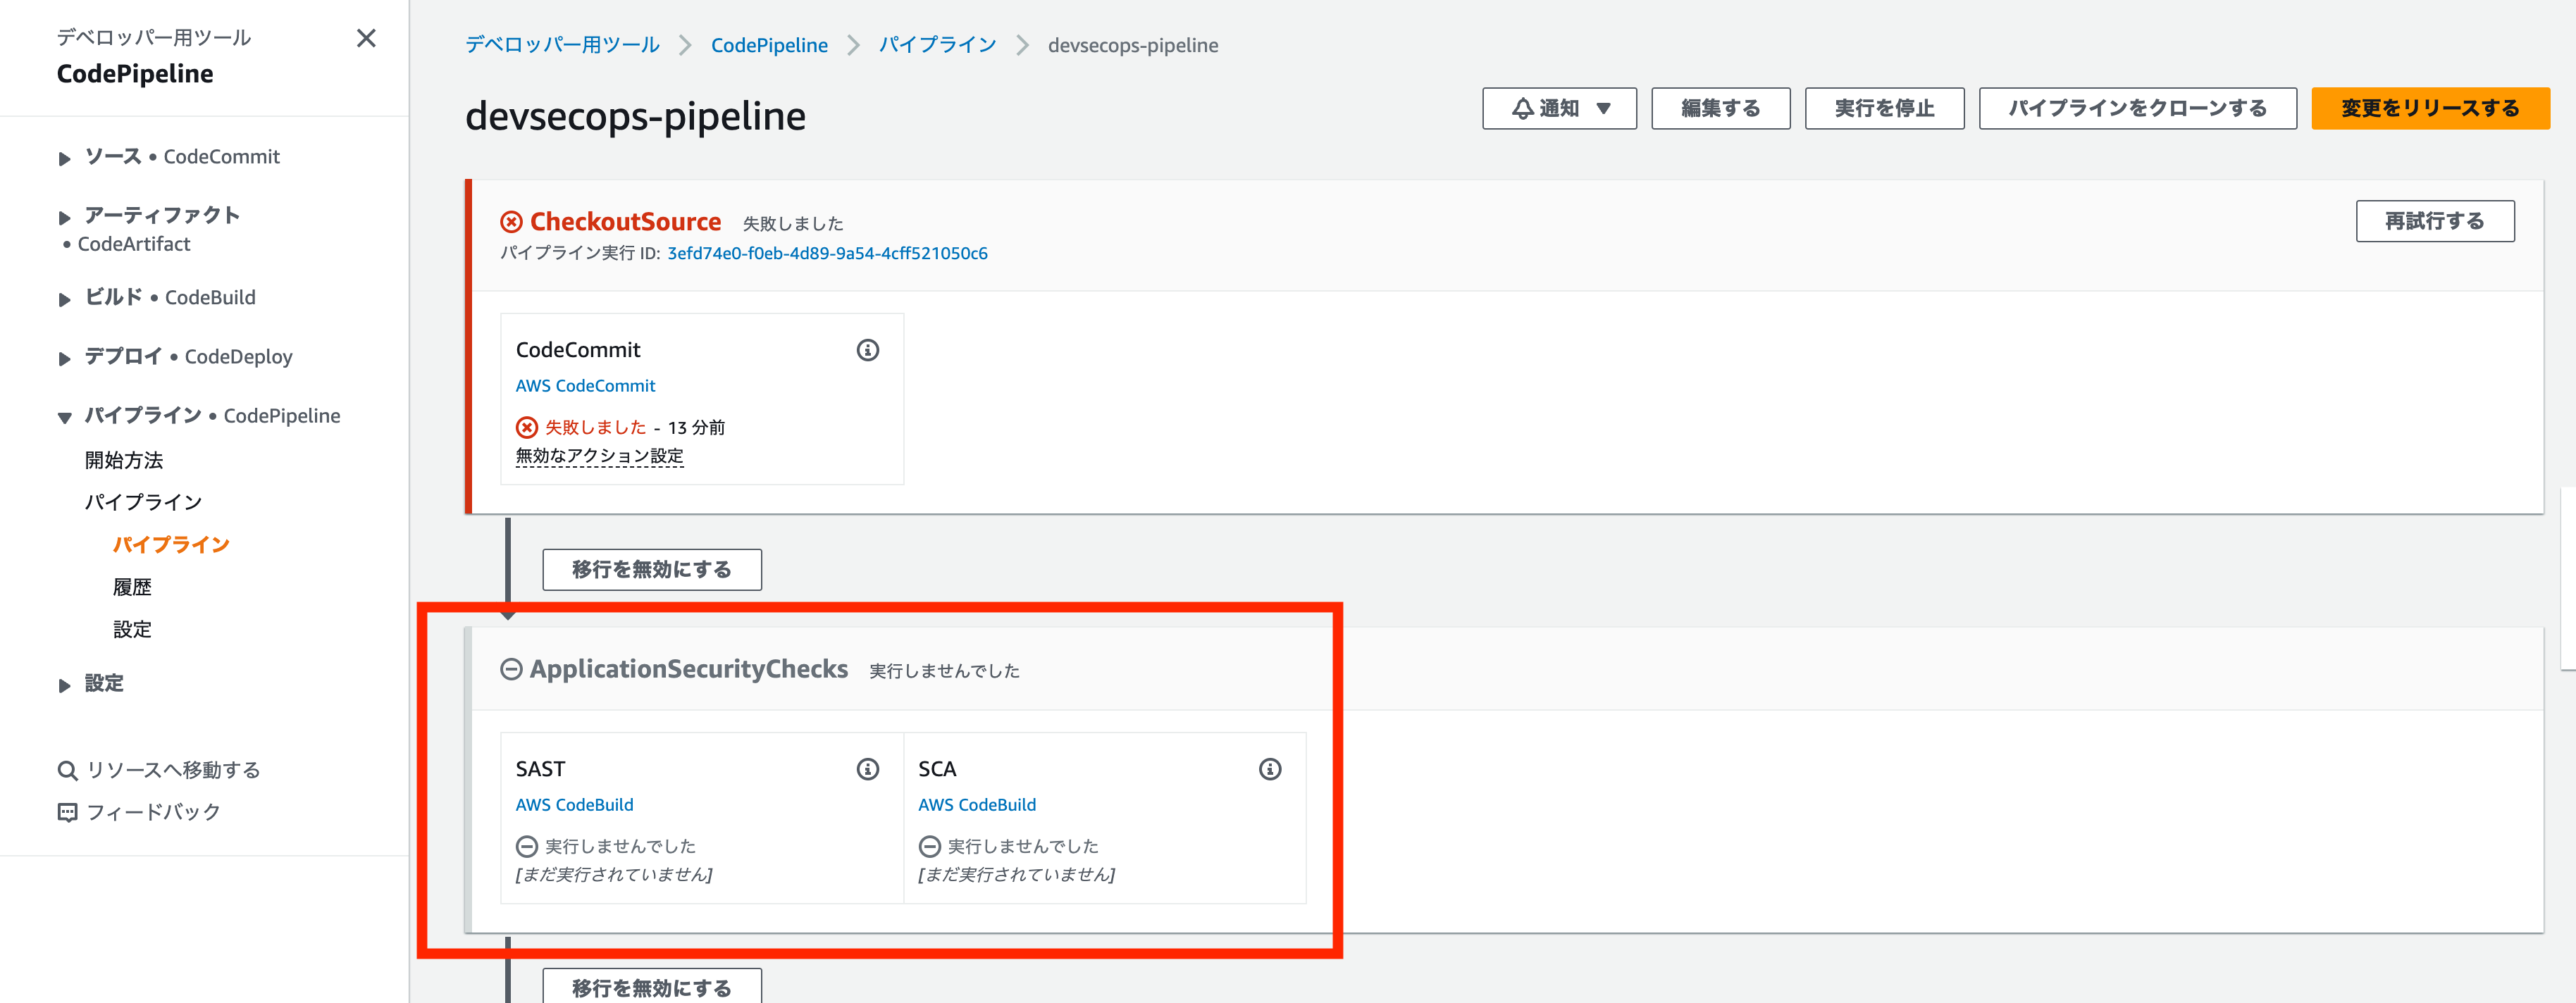 デベロッパー用ツール
CodePipeline
ソース • CodeCommit
アーティファクト
• CodeArtifact
ビルド • CodeBuild
デプロイ • CodeDeploy
パイプライン • CodePipeline
開始方法
パイプライン
パイプライン
履歴
設定
設定
リソースへ移動する
フィードバック
デベロッパー用ツール CodePipeline パイプライン devsecops-pipeline
devsecops-pipeline
通知 編集する 実行を停止 パイプラインをクローンする 変更をリリースする
CheckoutSource 失敗しました
再試行する
パイプライン実行 ID: 3efd74e0-f0eb-4d89-9a54-4cff521050c6
CodeCommit
AWS CodeCommit
失敗しました - 13 分前
無効なアクション設定
移行を無効にする
ApplicationSecurityChecks 実行しませんでした
SAST
AWS CodeBuild
実行しませんでした
[まだ実行されていません]
SCA
AWS CodeBuild
実行しませんでした
[まだ実行されていません]
移行を無効にする